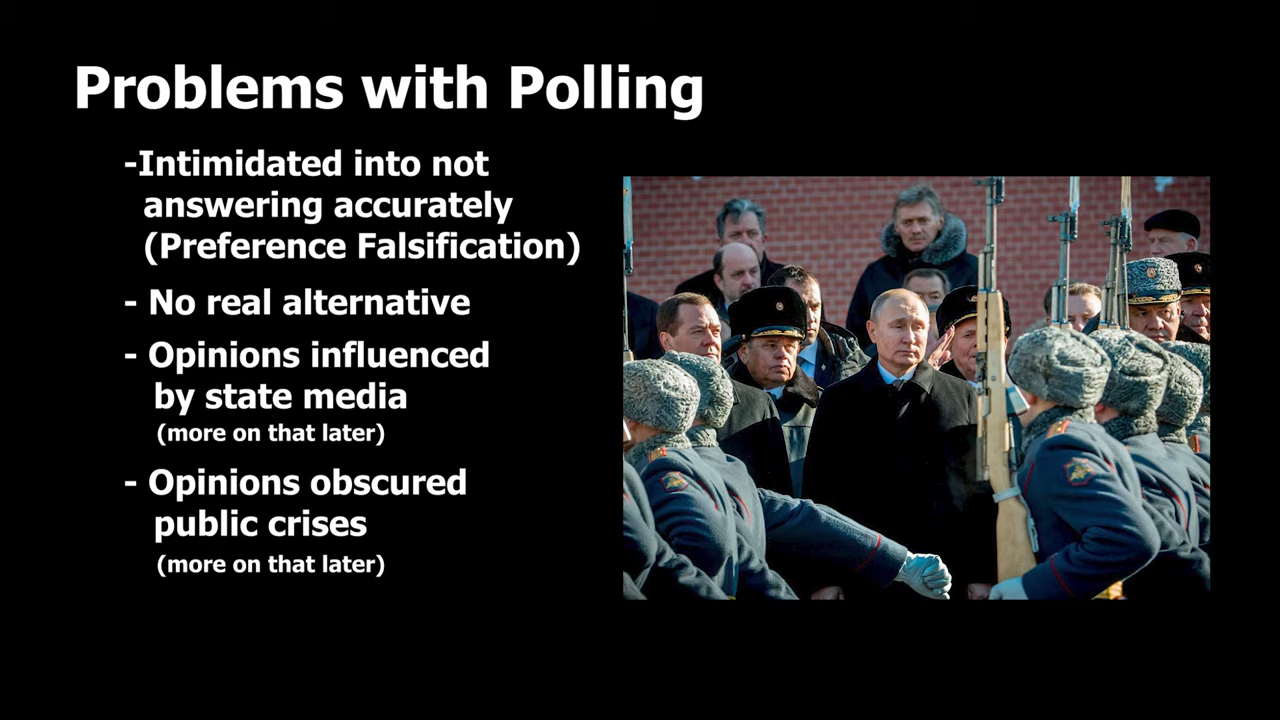 Problems with Polling
-Intimidated into not
answering accurately
(Preference Falsification)
- No real alternative
- Opinions influenced
by state media
(more on that later)
- Opinions obscured
public crises
(more on that later)